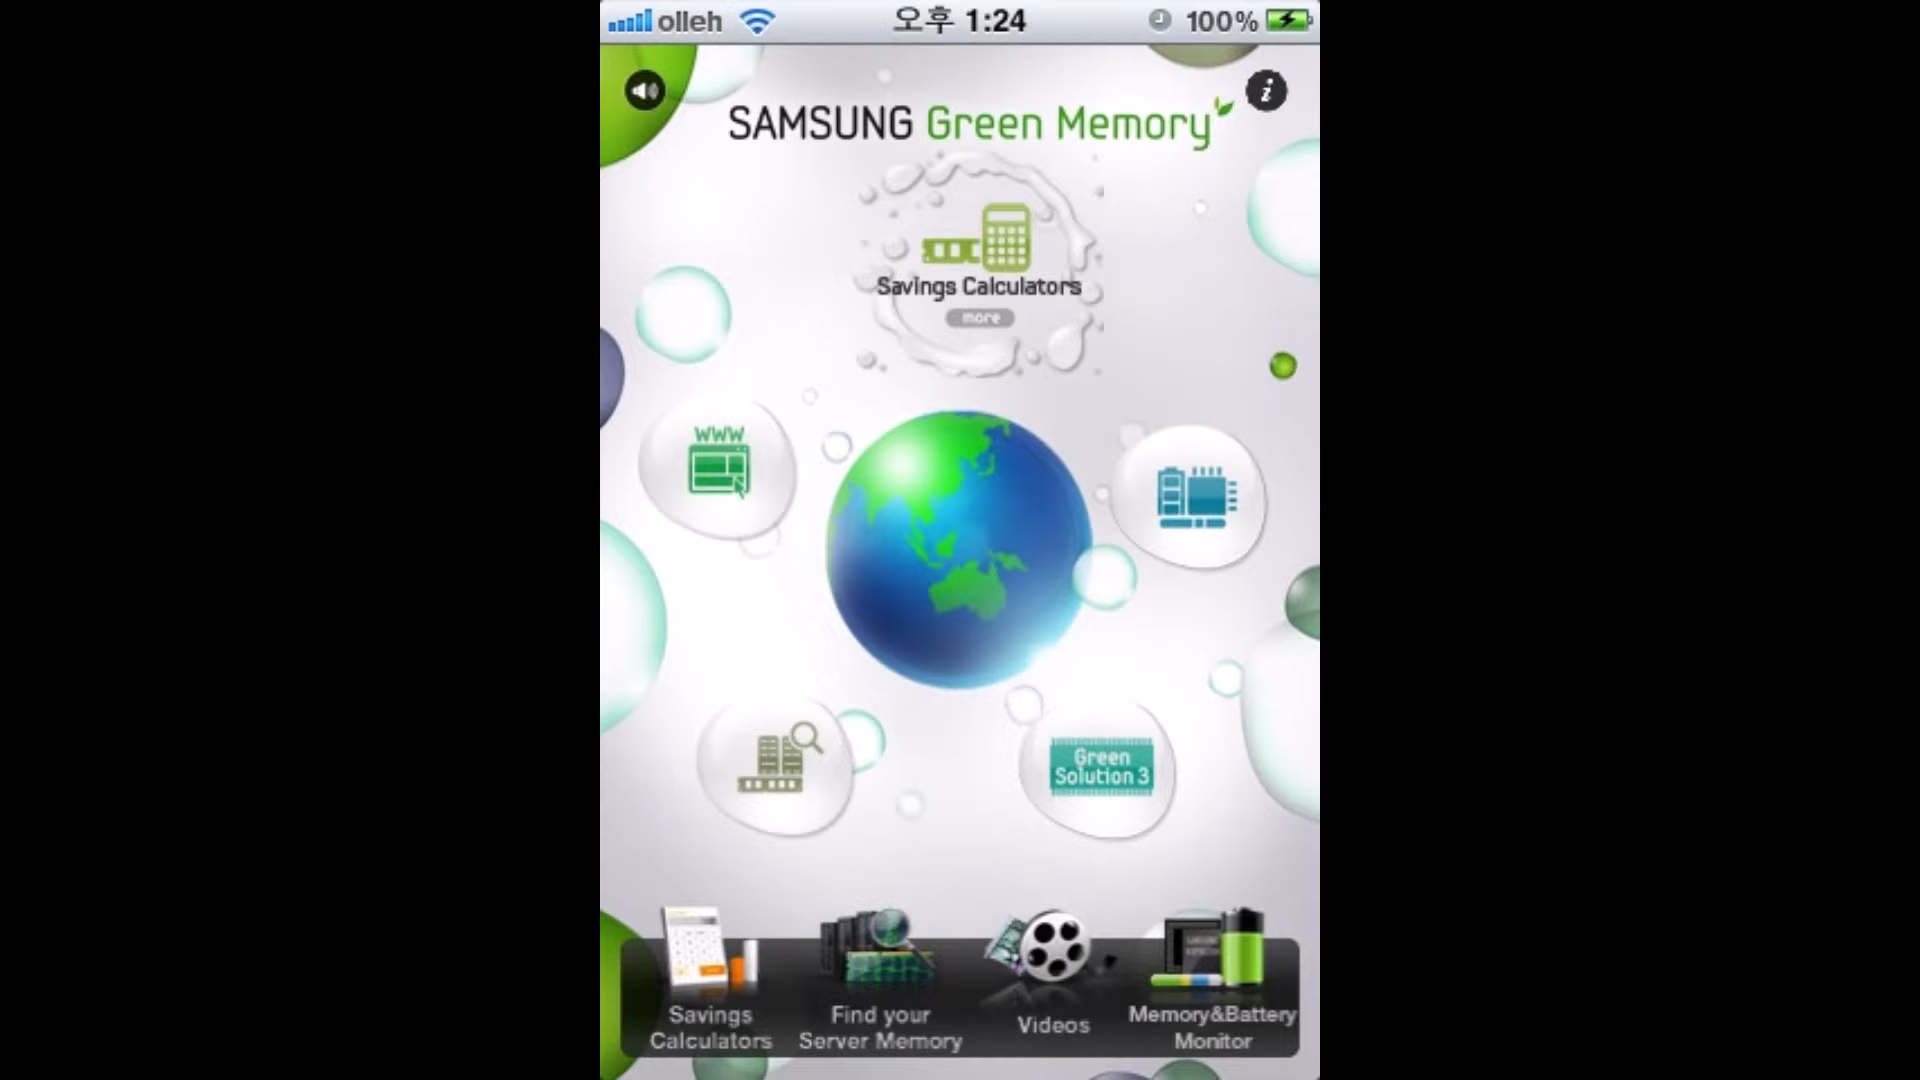 olleh 오후 1:24 100%
SAMSUNG Green Memory
Savings Calculators
more
WWW
Green
Solution 3
Savings
Calculators
Find your
Server Memory
Videos
Memory&Battery
Monitor